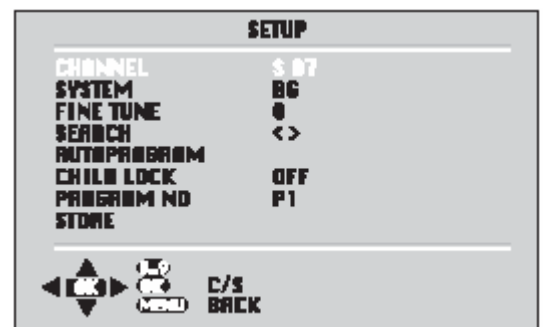 SETUP
CHANNEL S 07
SYSTEM BG
FINE TUNE 0
SEARCH < >
AUTOPROGRAM
CHILD LOCK OFF
PROGRAM NO P1
STORE
OK OK C/S
MENU BACK